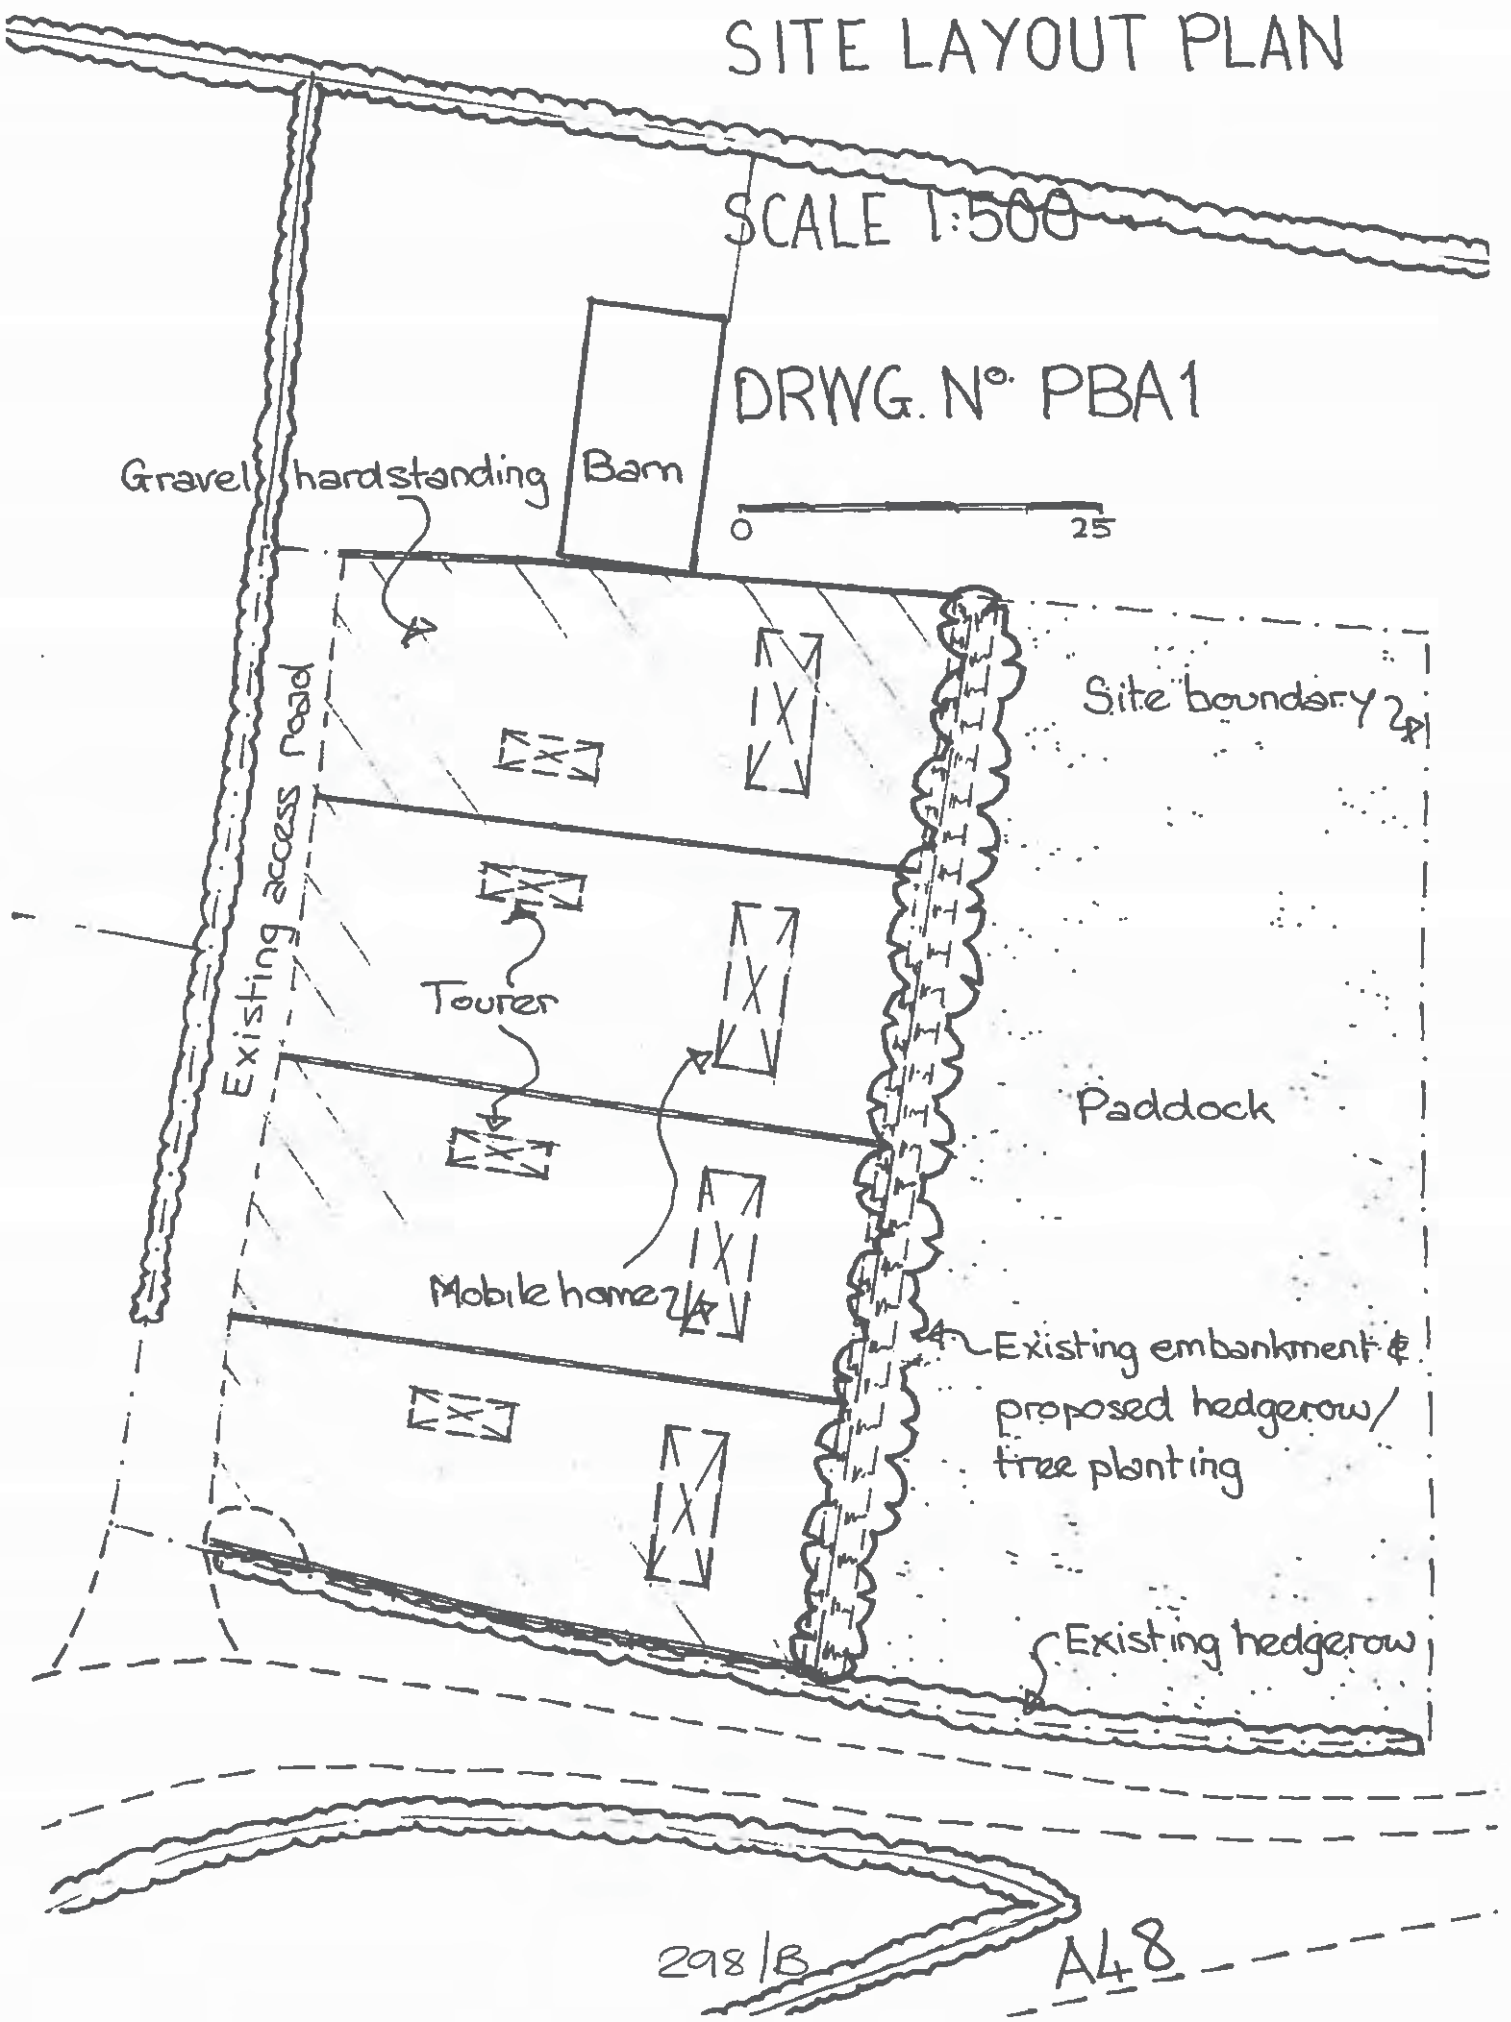 SITE LAYOUT PLAN
SCALE 1:500
DRWG. Nº. PBA1
Gravel hardstanding
Barn
0
25
Existing access road
Site boundary
Tourer
Paddock
Mobile home
Existing embankment &
proposed hedgerow/
tree planting
Existing hedgerow
298/B
A48